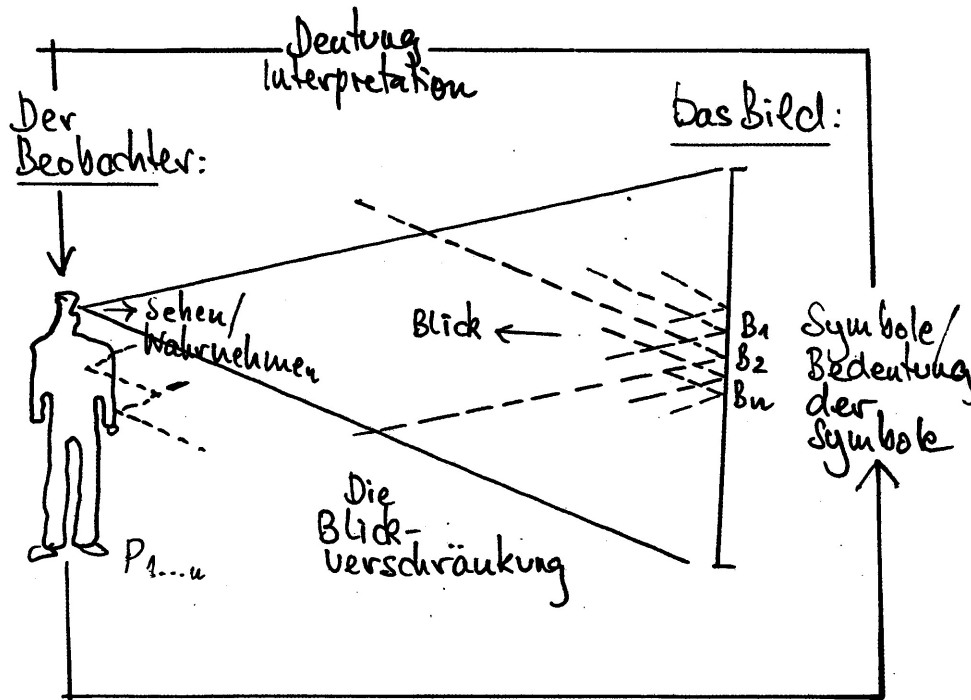 Deutung
Interpretation
Der
Beobachter:
Das Bild:
→ Sehen/
Wahrnehmen
Blick ←
B1
B2
Bn
Symbole/
Bedeutung
der
Symbole
Die
Blick-
verschränkung
P1...n